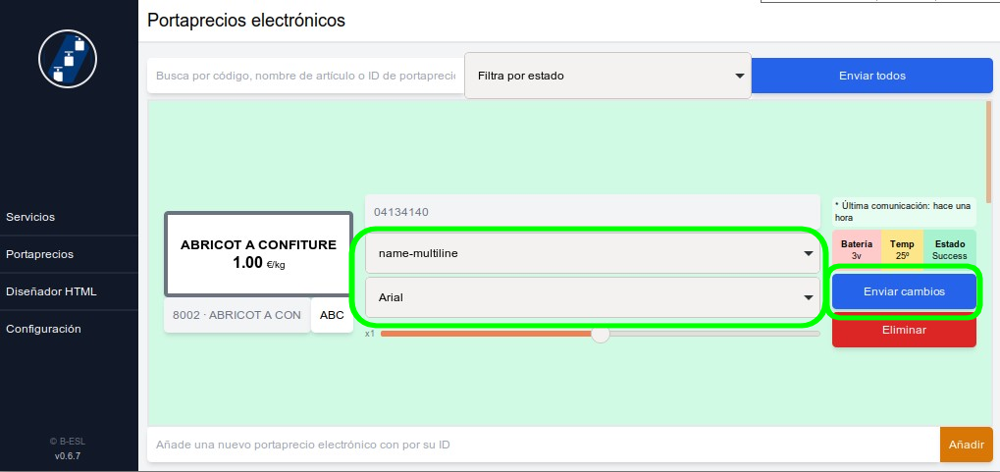 Portaprecios electrónicos
Busca por código, nombre de artículo o ID de portapreci
Filtra por estado
Enviar todos
Servicios
Portaprecios
Diseñador HTML
Configuración
© B-ESL
v0.6.7
ABRICOT A CONFITURE
1.00 €/kg
8002 · ABRICOT A CON
ABC
04134140
name-multiline
Arial
x1
* Última comunicación: hace una
hora
Batería Temp Estado
3v 25º Success
Enviar cambios
Eliminar
Añade una nuevo portaprecio electrónico con por su ID
Añadir